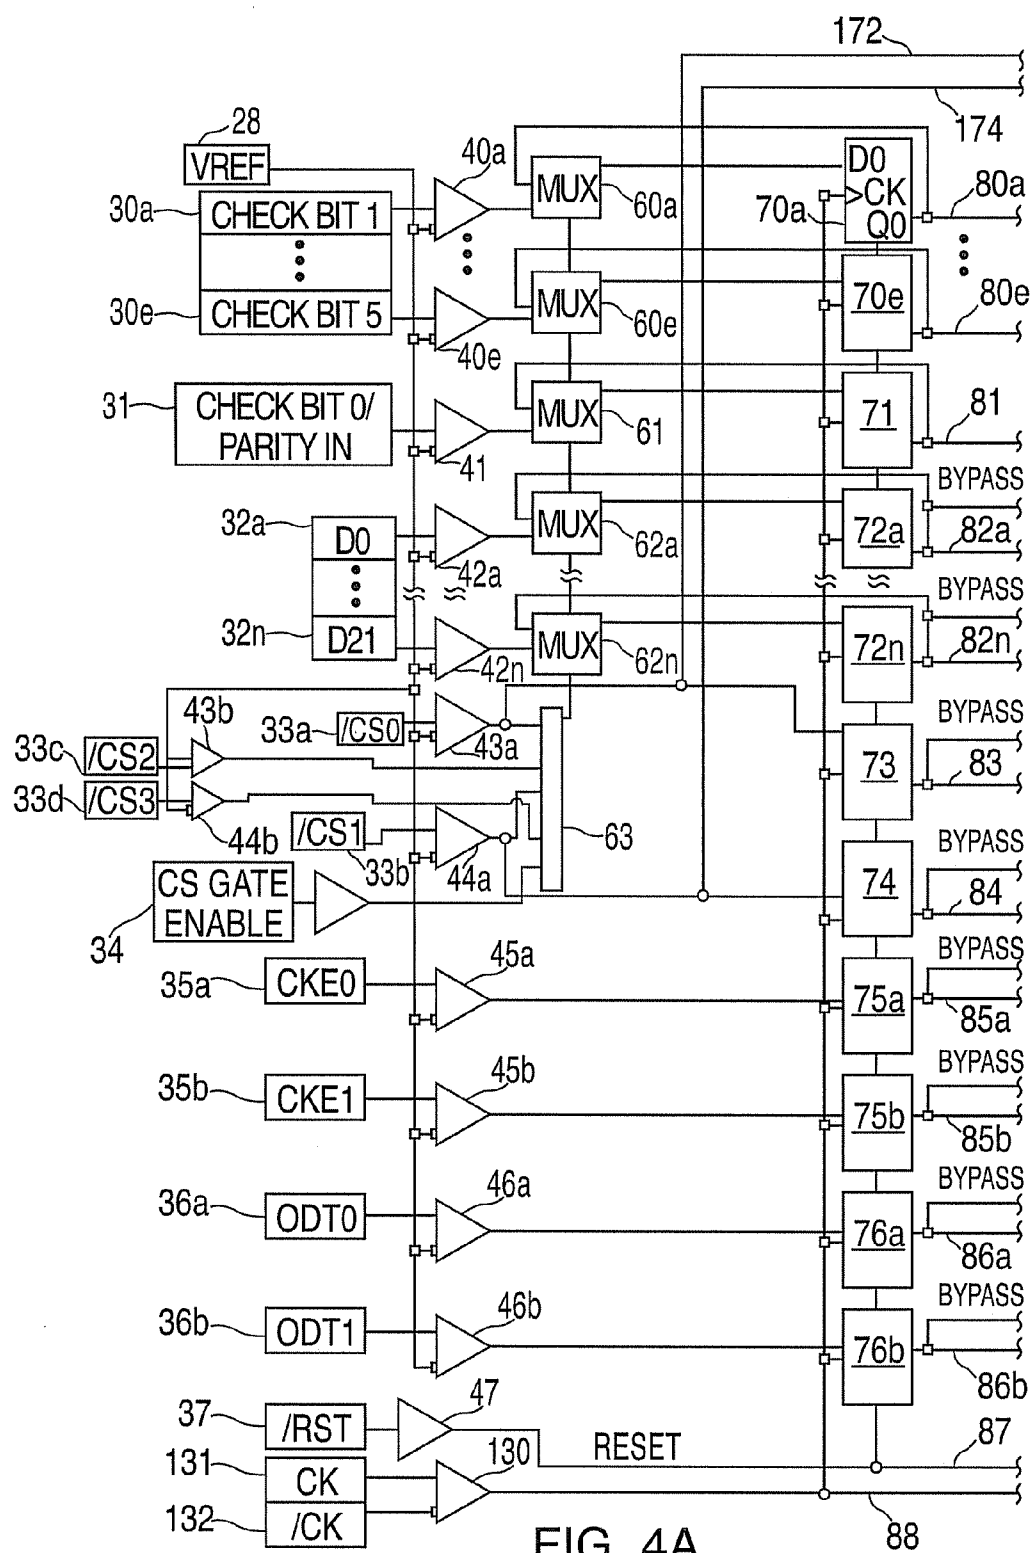 172
174
28
VREF
40a
MUX
60a
D0
CK
Q0
70a
80a
30a
CHECK BIT 1
30e
CHECK BIT 5
40e
MUX
60e
70e
80e
31
CHECK BIT 0/
PARITY IN
41
MUX
61
71
81
BYPASS
32a
D0
42a
MUX
62a
72a
82a
BYPASS
32n
D21
42n
MUX
62n
72n
82n
BYPASS
43b
33a
/CS0
43a
73
83
33c
/CS2
33d
/CS3
44b
/CS1
33b
44a
63
BYPASS
74
84
CS GATE
ENABLE
34
BYPASS
35a
CKE0
45a
75a
85a
BYPASS
35b
CKE1
45b
75b
85b
BYPASS
36a
ODT0
46a
76a
86a
BYPASS
36b
ODT1
46b
76b
86b
37
/RST
47
RESET
87
131
CK
130
132
/CK
88
FIG. 4A